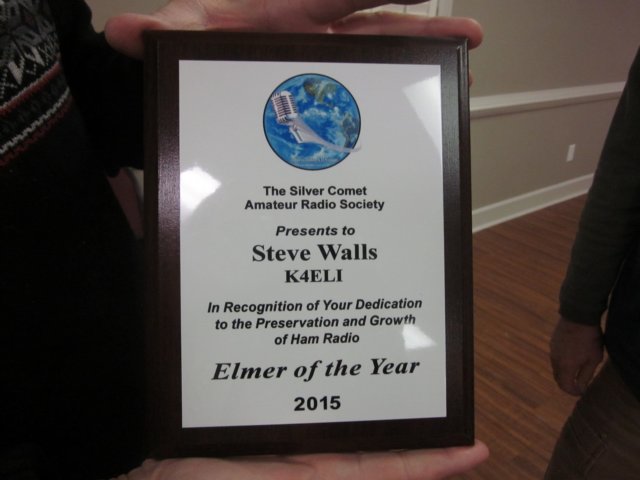 The Silver Comet
Amateur Radio Society
Presents to
Steve Walls
K4ELI
In Recognition of Your Dedication
to the Preservation and Growth
of Ham Radio
Elmer of the Year
2015